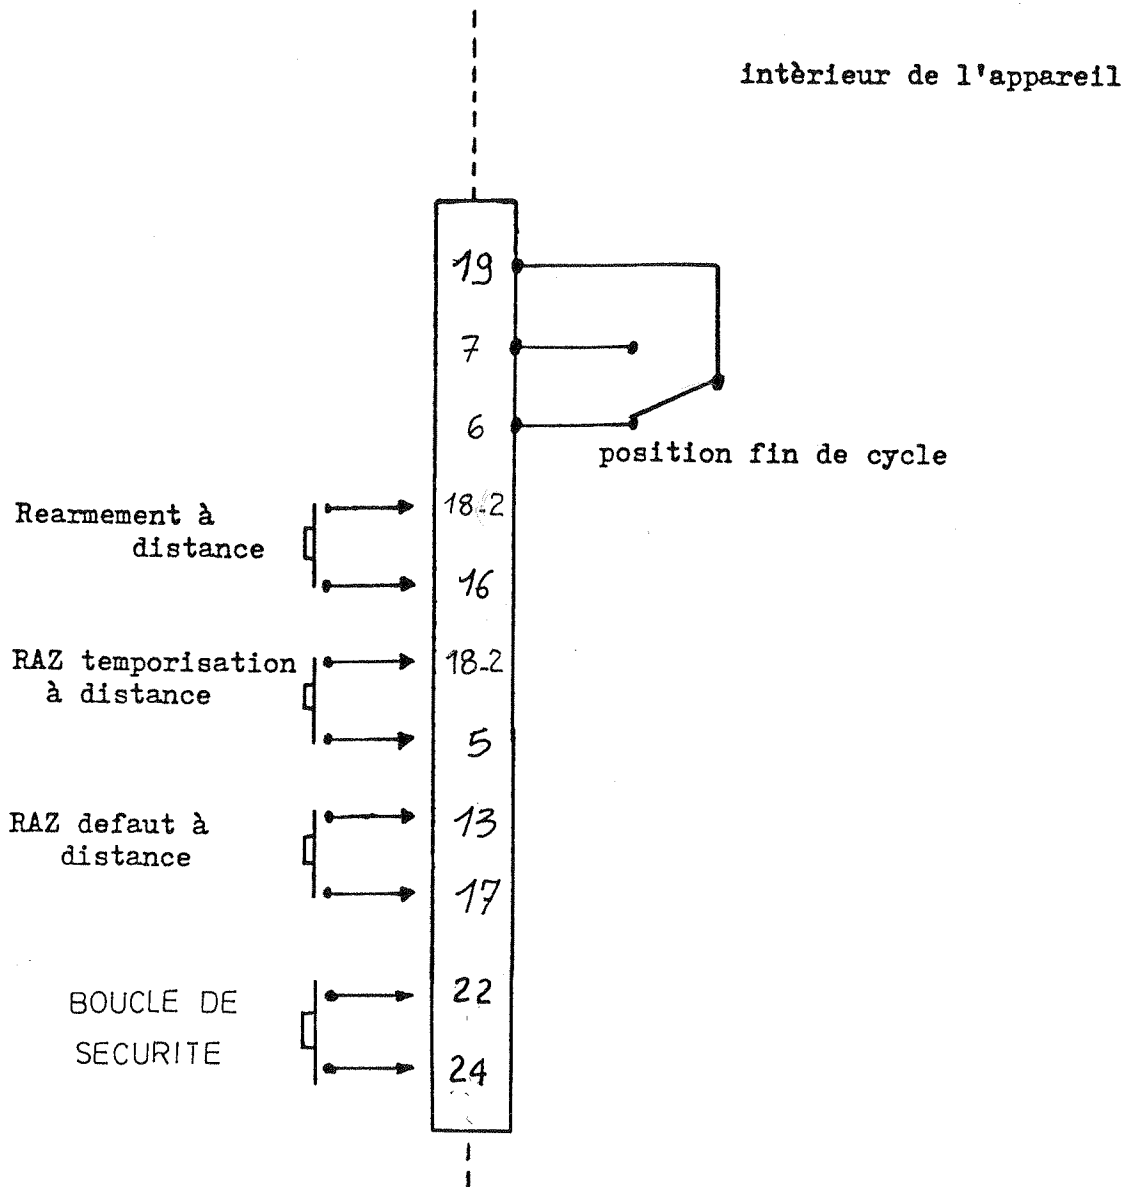 intèrieur de l'appareil
19
7
6
position fin de cycle
Rearmement à
distance
18-2
16
RAZ temporisation
à distance
18-2
5
RAZ defaut à
distance
13
17
BOUCLE DE
SECURITE
22
24